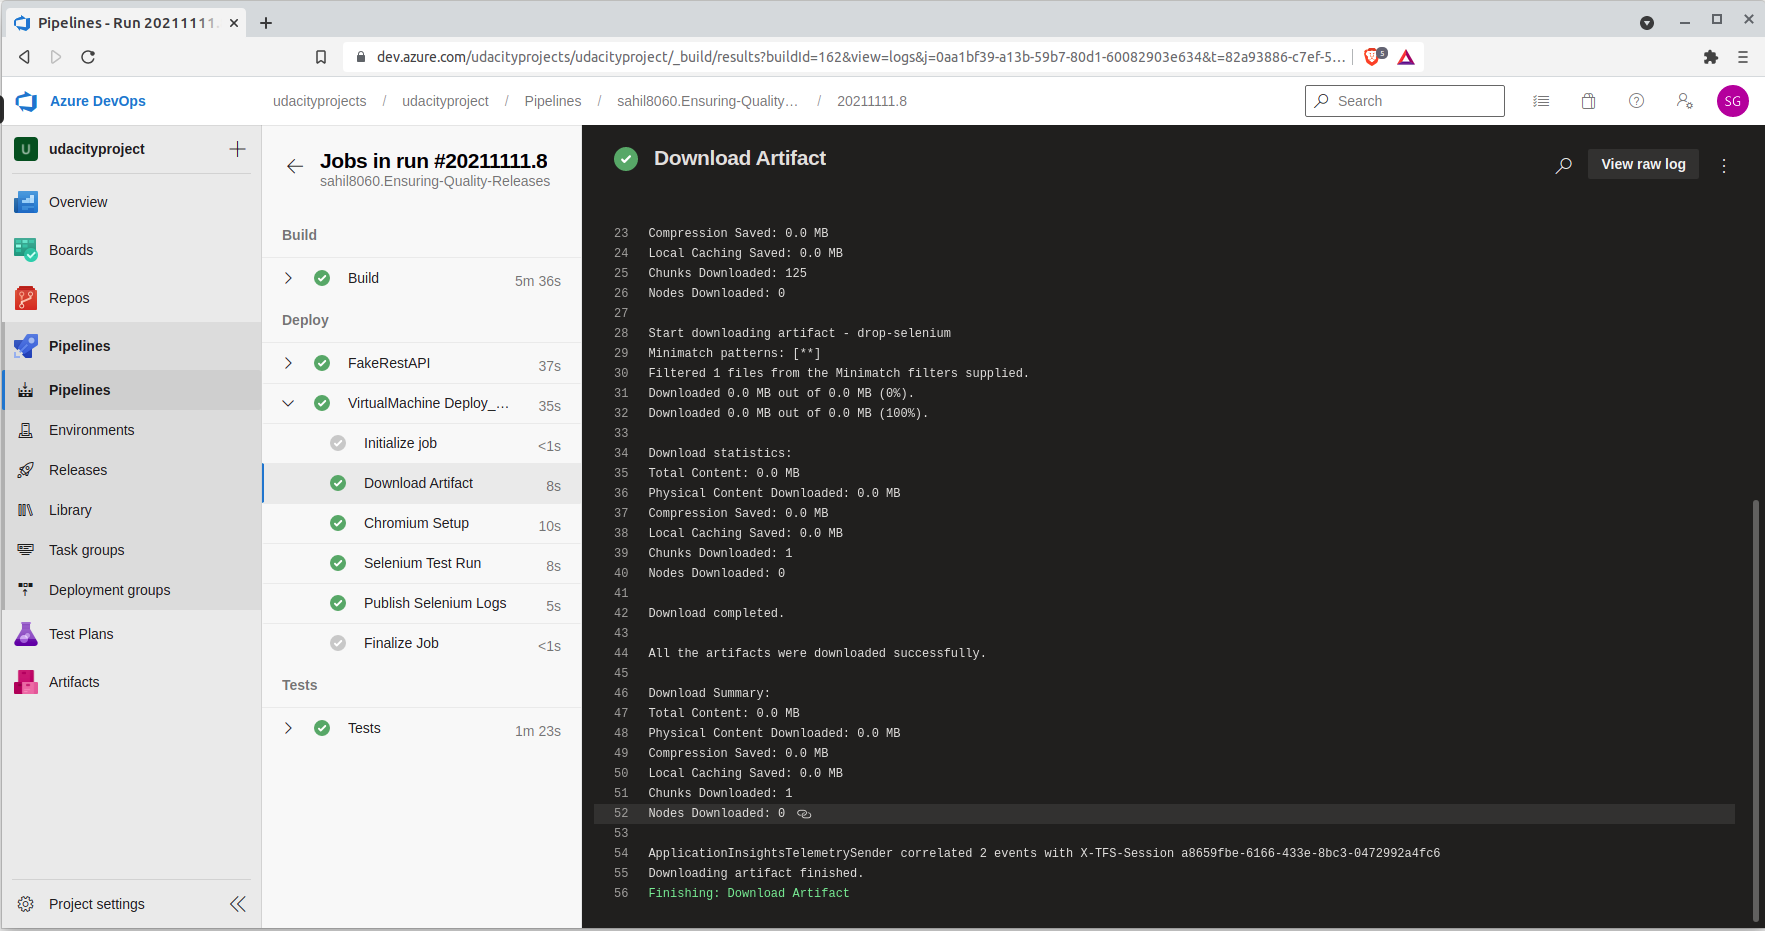 Pipelines - Run 20211111.
dev.azure.com/udacityprojects/udacityproject/_build/results?buildId=162&view=logs&j=0aa1bf39-a13b-59b7-80d1-60082903e634&t=82a93886-c7ef-5...
5
Azure DevOps
udacityprojects / udacityproject / Pipelines / sahil8060.Ensuring-Quality... / 20211111.8
Search
SG
U udacityproject
Overview
Boards
Repos
Pipelines
Pipelines
Environments
Releases
Library
Task groups
Deployment groups
Test Plans
Artifacts
Project settings
Jobs in run #20211111.8
sahil8060.Ensuring-Quality-Releases
Build
Build 5m 36s
Deploy
FakeRestAPI 37s
VirtualMachine Deploy_... 35s
Initialize job <1s
Download Artifact 8s
Chromium Setup 10s
Selenium Test Run 8s
Publish Selenium Logs 5s
Finalize Job <1s
Tests
Tests 1m 23s
Download Artifact
View raw log
23 Compression Saved: 0.0 MB
24 Local Caching Saved: 0.0 MB
25 Chunks Downloaded: 125
26 Nodes Downloaded: 0
27
28 Start downloading artifact - drop-selenium
29 Minimatch patterns: [**]
30 Filtered 1 files from the Minimatch filters supplied.
31 Downloaded 0.0 MB out of 0.0 MB (0%).
32 Downloaded 0.0 MB out of 0.0 MB (100%).
33
34 Download statistics:
35 Total Content: 0.0 MB
36 Physical Content Downloaded: 0.0 MB
37 Compression Saved: 0.0 MB
38 Local Caching Saved: 0.0 MB
39 Chunks Downloaded: 1
40 Nodes Downloaded: 0
41
42 Download completed.
43
44 All the artifacts were downloaded successfully.
45
46 Download Summary:
47 Total Content: 0.0 MB
48 Physical Content Downloaded: 0.0 MB
49 Compression Saved: 0.0 MB
50 Local Caching Saved: 0.0 MB
51 Chunks Downloaded: 1
52 Nodes Downloaded: 0
53
54 ApplicationInsightsTelemetrySender correlated 2 events with X-TFS-Session a8659fbe-6166-433e-8bc3-0472992a4fc6
55 Downloading artifact finished.
56 Finishing: Download Artifact